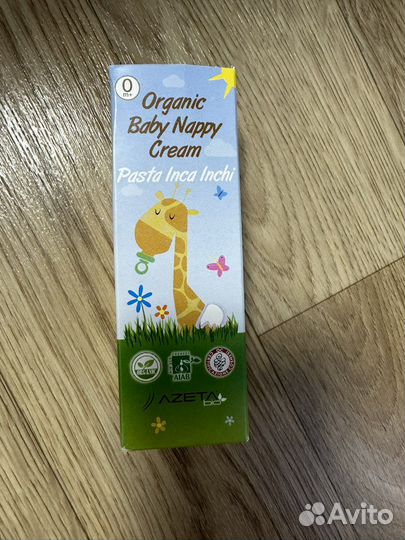 0
m+
Organic
Baby Nappy
Cream
Pasta Inca Inchi
AIAB
AZETA
bio
Avito